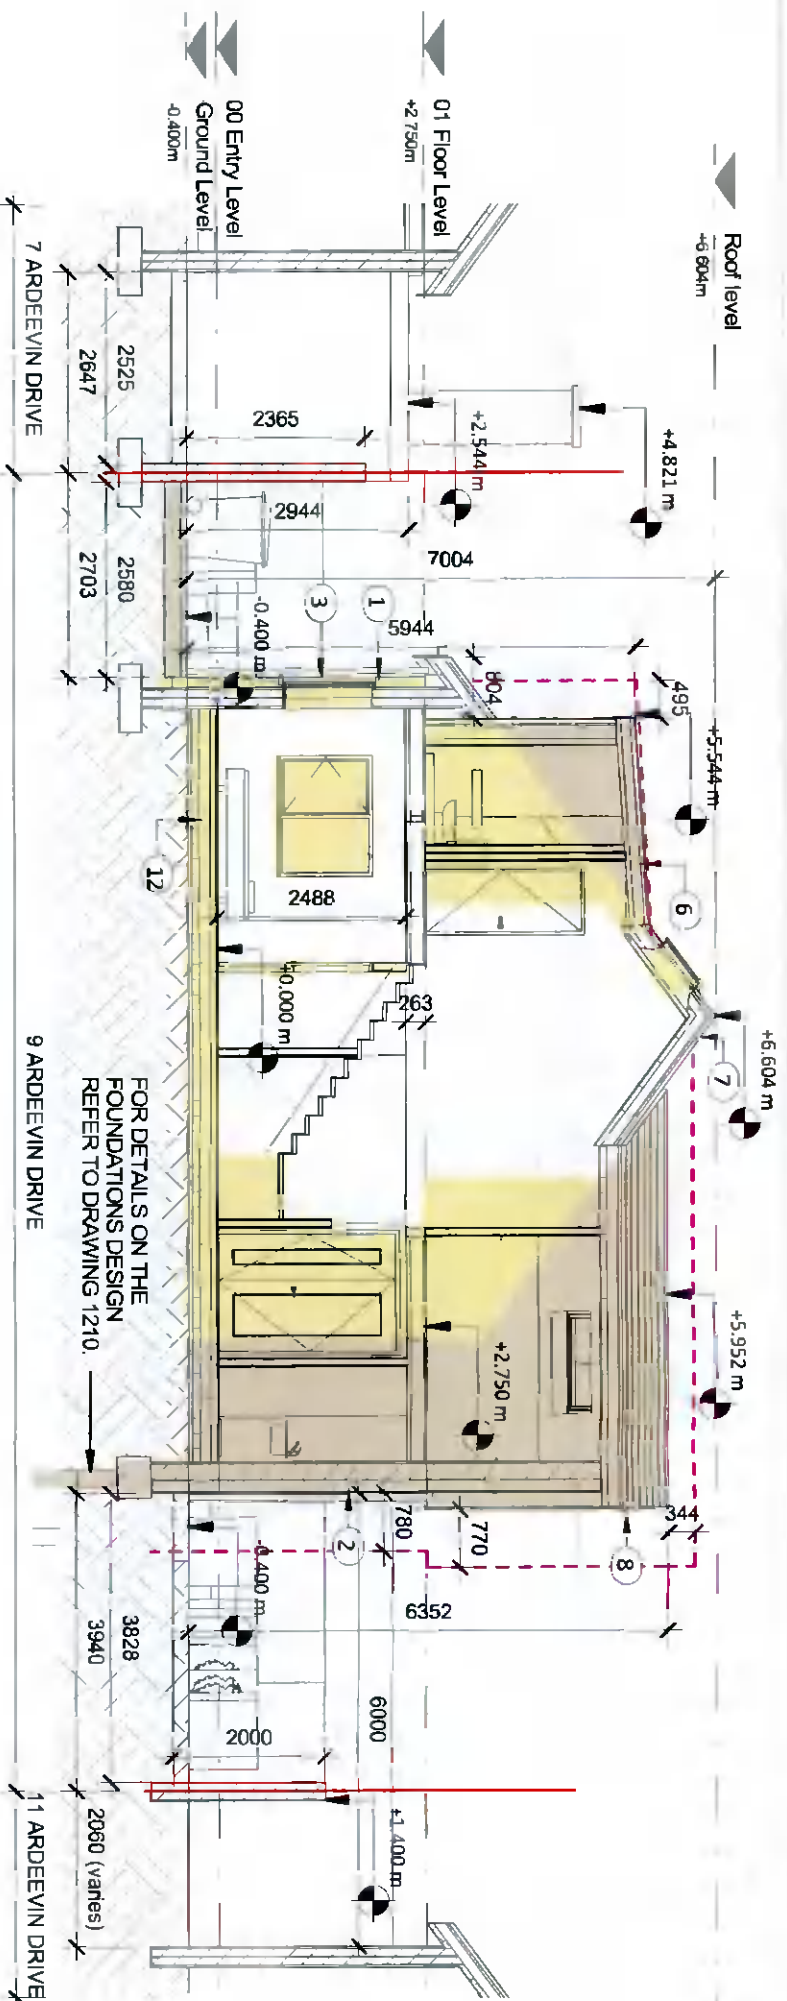 Roof level
+6.604m
01 Floor Level
+2.750m
00 Entry Level
Ground Level
-0.400m
+6.604 m
+5.952 m
+4.821 m
+2.544 m
+5.544 m
7
6
495
804
7004
5944
2944
2365
1
3
-0.400 m
2488
263
+0.000 m
12
+2.750 m
344
8
770
780
2
6352
-0.400 m
6000
2000
+1.400 m
2525
2647
2580
2703
3828
3940
2060 (varies)
FOR DETAILS ON THE
FOUNDATIONS DESIGN
REFER TO DRAWING 1210.
7 ARDEEVIN DRIVE
9 ARDEEVIN DRIVE
11 ARDEEVIN DRIVE